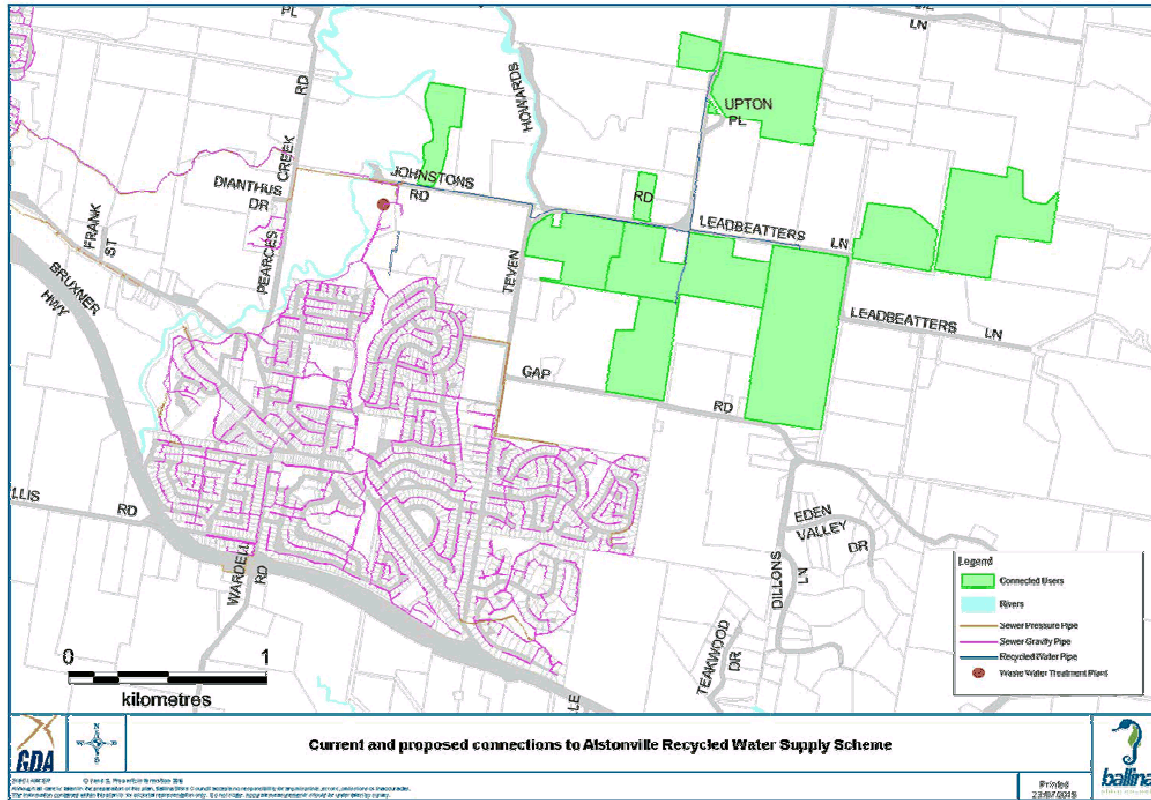 PL
LN
RD
HOWARDS
UPTON
PL
CREEK
JOHNSTONS
RD
DIANTHUS
DR
RD
FRANK
ST
LEADBEATTERS
LN
PEARCES
TEVEN
BRUXNER
HWY
LEADBEATTERS
LN
GAP
RD
LLIS
RD
EDEN
VALLEY
DR
WARDELL
RD
DILLONS
LN
TEAKWOOD
DR
LE
Legend
Connected Users
Rivers
Sewer Pressure Pipe
Sewer Gravity Pipe
Recycled Water Pipe
Waste Water Treatment Plant
0 1
kilometres
GDA
N
Current and proposed connections to Alstonville Recycled Water Supply Scheme
ballina
Printed